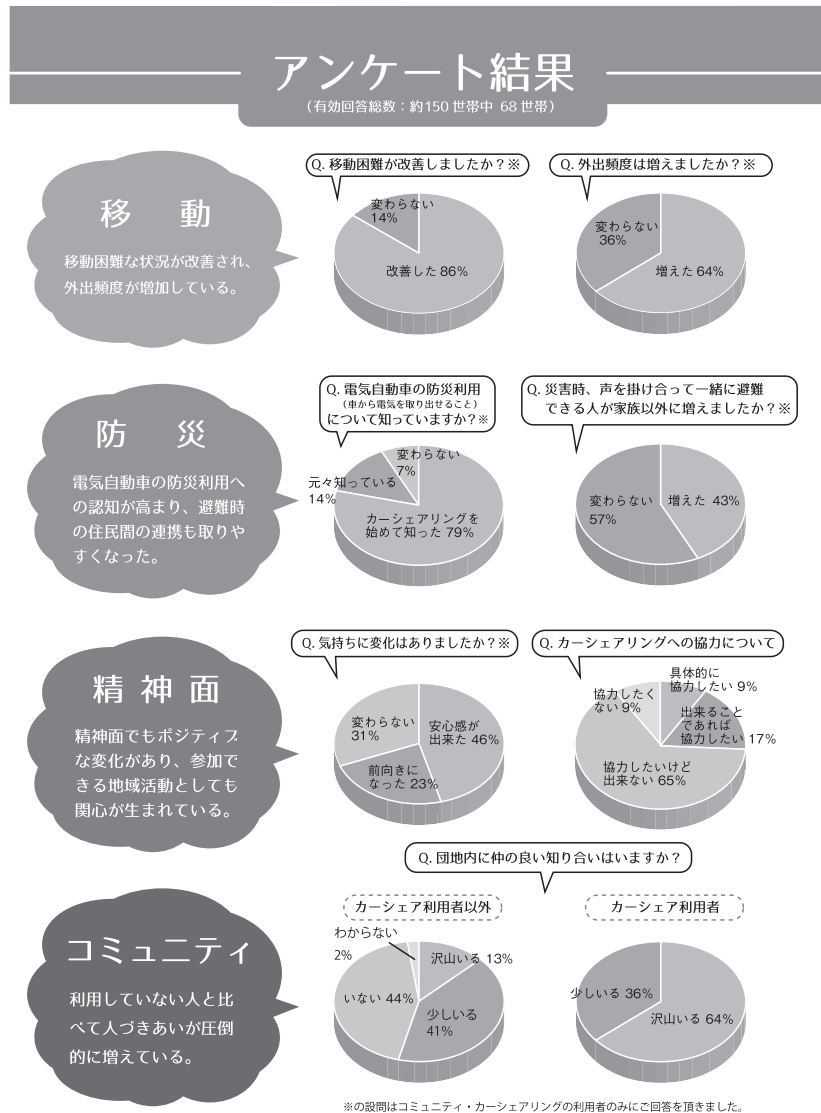 アンケート結果
（有効回答総数：約150 世帯中 68 世帯）
移 動
移動困難な状況が改善され、
外出頻度が増加している。
Q. 移動困難が改善しましたか？※
変わらない
14%
改善した 86%
Q. 外出頻度は増えましたか？※
変わらない
36%
増えた 64%
防 災
電気自動車の防災利用へ
の認知が高まり、避難時
の住民間の連携も取りや
すくなった。
Q. 電気自動車の防災利用
（車から電気を取り出せること）
について知っていますか？※
変わらない
7%
元々知っている
14%
カーシェアリングを
始めて知った 79%
Q. 災害時、声を掛け合って一緒に避難
できる人が家族以外に増えましたか？※
変わらない
57%
増えた 43%
精 神 面
精神面でもポジティブ
な変化があり、参加で
きる地域活動としても
関心が生まれている。
Q. 気持ちに変化はありましたか？※
変わらない
31%
安心感が
出来た 46%
前向きに
なった 23%
Q. カーシェアリングへの協力について
協力したく
ない 9%
具体的に
協力したい 9%
出来ること
であれば
協力したい 17%
協力したいけど
出来ない 65%
コミュニティ
利用していない人と比
べて人づきあいが圧倒
的に増えている。
Q. 団地内に仲の良い知り合いはいますか？
カーシェア利用者以外
わからない
2%
沢山いる 13%
いない 44%
少しいる
41%
カーシェア利用者
少しいる 36%
沢山いる 64%
※の設問はコミュニティ・カーシェアリングの利用者のみにご回答を頂きました。